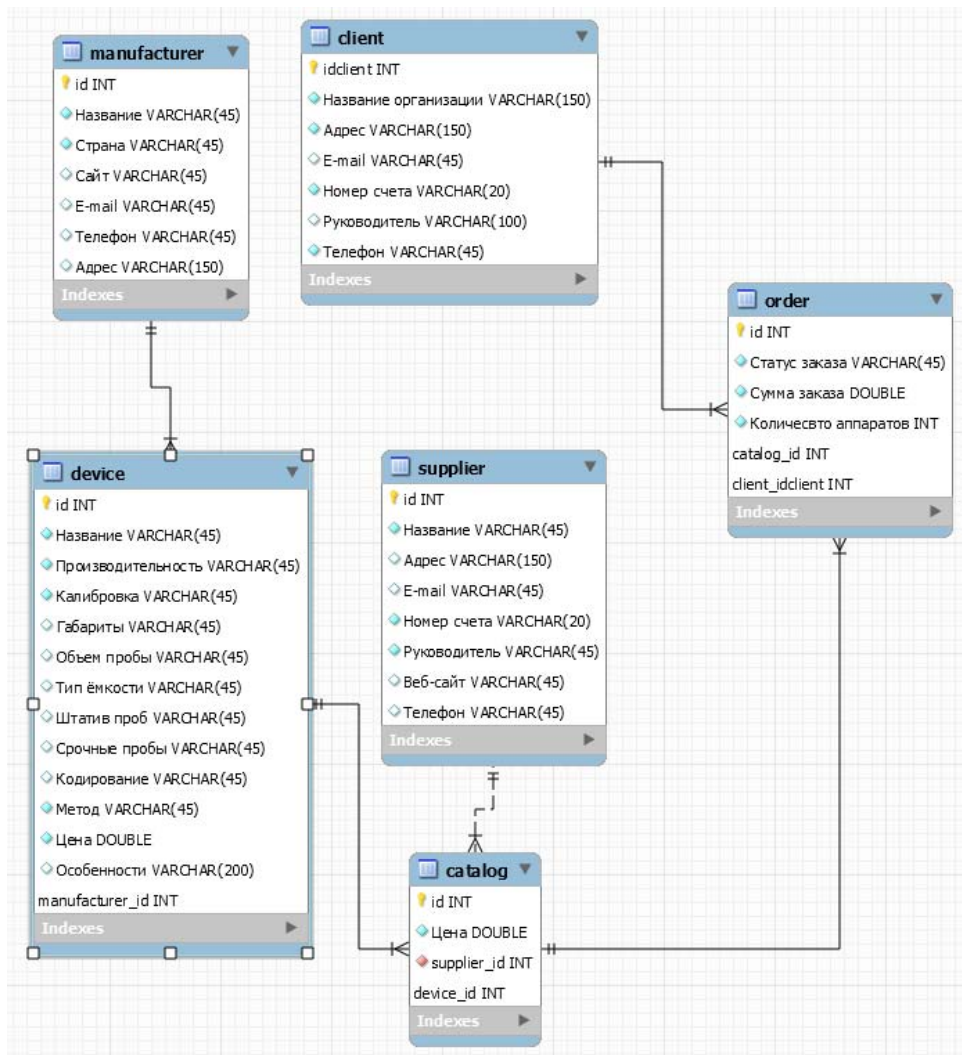 manufacturer
id INT
Название VARCHAR(45)
Страна VARCHAR(45)
Сайт VARCHAR(45)
E-mail VARCHAR(45)
Телефон VARCHAR(45)
Адрес VARCHAR(150)
Indexes
client
idclient INT
Название организации VARCHAR(150)
Адрес VARCHAR(150)
E-mail VARCHAR(45)
Номер счета VARCHAR(20)
Руководитель VARCHAR(100)
Телефон VARCHAR(45)
Indexes
order
id INT
Статус заказа VARCHAR(45)
Сумма заказа DOUBLE
Количесвто аппаратов INT
catalog_id INT
client_idclient INT
Indexes
device
id INT
Название VARCHAR(45)
Производительность VARCHAR(45)
Калибровка VARCHAR(45)
Габариты VARCHAR(45)
Объем пробы VARCHAR(45)
Тип ёмкости VARCHAR(45)
Штатив проб VARCHAR(45)
Срочные пробы VARCHAR(45)
Кодирование VARCHAR(45)
Метод VARCHAR(45)
Цена DOUBLE
Особенности VARCHAR(200)
manufacturer_id INT
Indexes
supplier
id INT
Название VARCHAR(45)
Адрес VARCHAR(150)
E-mail VARCHAR(45)
Номер счета VARCHAR(20)
Руководитель VARCHAR(45)
Веб-сайт VARCHAR(45)
Телефон VARCHAR(45)
Indexes
catalog
id INT
Цена DOUBLE
supplier_id INT
device_id INT
Indexes